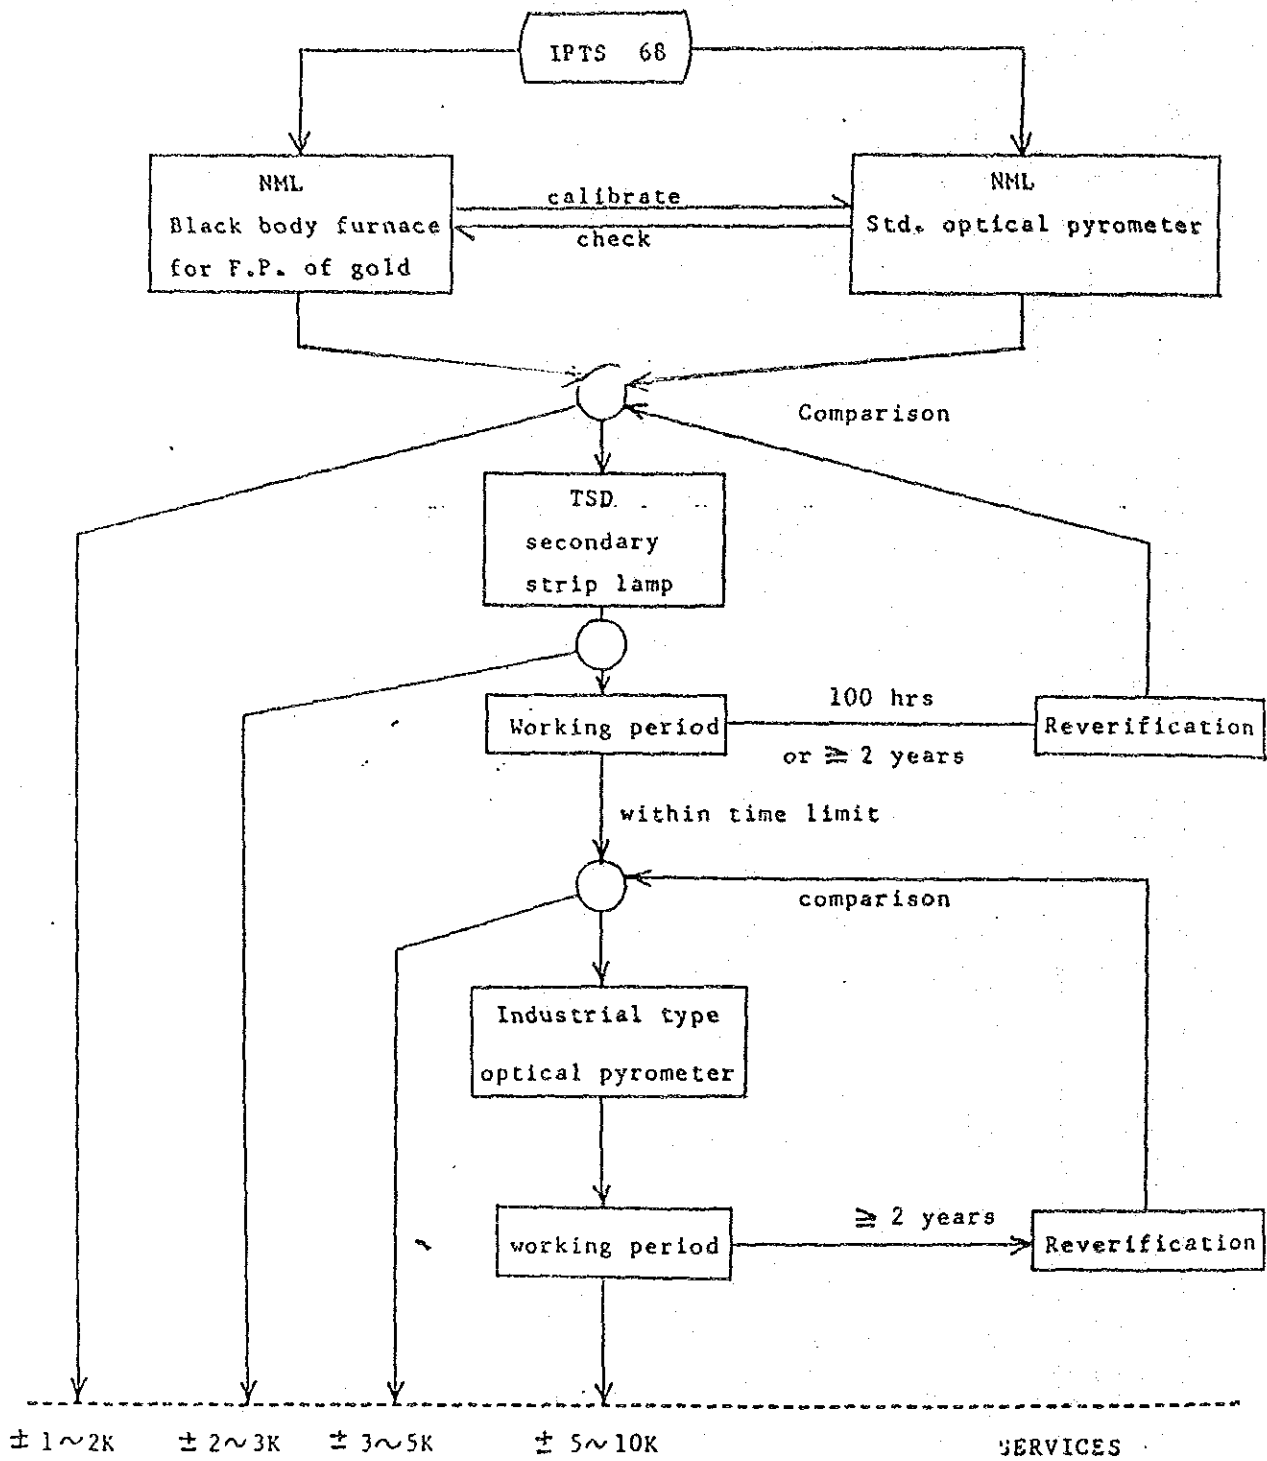 IPTS 68
NML
Black body furnace
for F.P. of gold
calibrate
check
NML
Std. optical pyrometer
Comparison
TSD
secondary
strip lamp
Working period
100 hrs
or ≧ 2 years
Reverification
within time limit
comparison
Industrial type
optical pyrometer
working period
≧ 2 years
Reverification
± 1~2K
± 2~3K
± 3~5K
± 5~10K
SERVICES